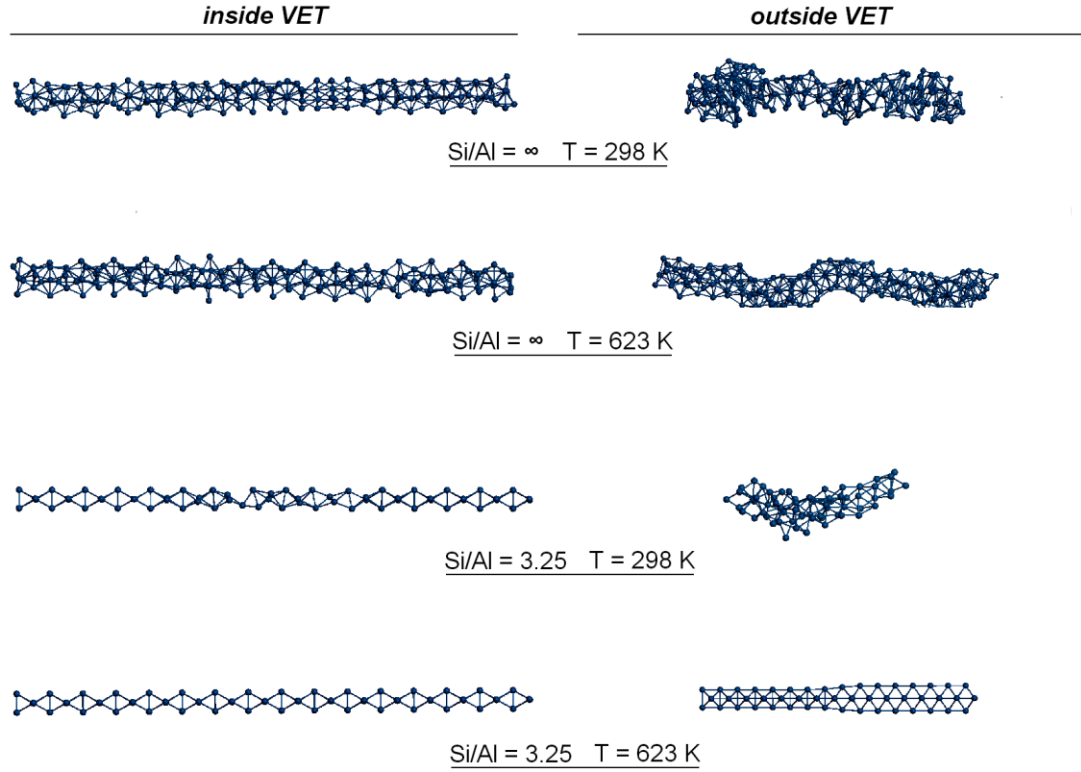 inside VET
outside VET
Si/Al = ∞ T = 298 K
Si/Al = ∞ T = 623 K
Si/Al = 3.25 T = 298 K
Si/Al = 3.25 T = 623 K